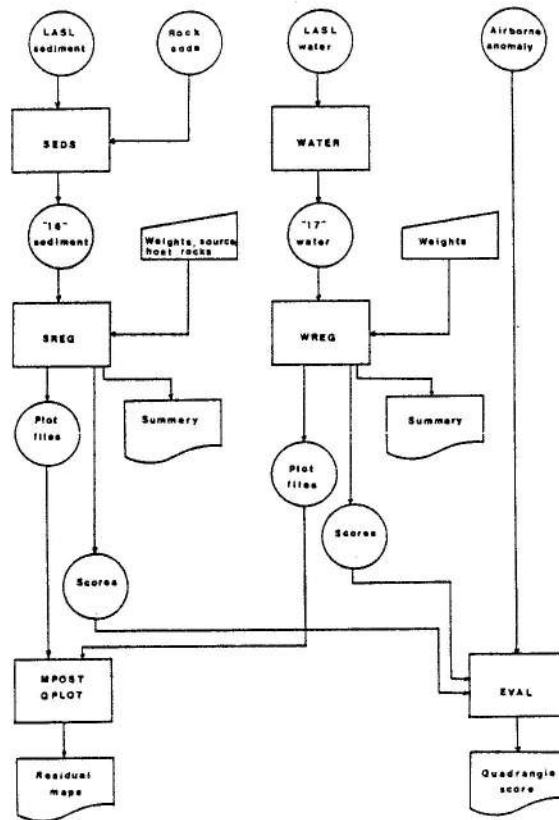 LASL
sediment
Rock
code
LASL
water
Airborne
anomaly
SEDS
WATER
"16"
sediment
Weights, source
host rocks
"17"
water
Weights
SREG
WREG
Plot
files
Summary
Plot
files
Summary
Scores
Scores
MPOST
QPLOT
EVAL
Residual
maps
Quadrangle
score